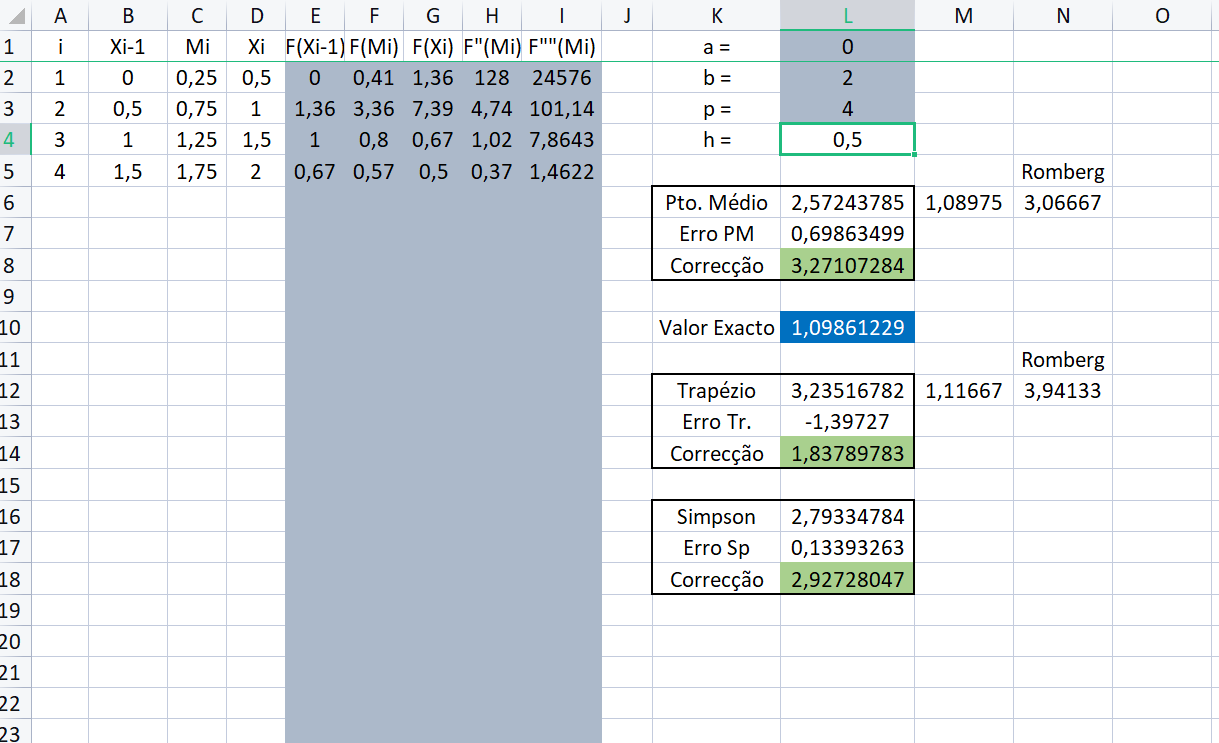 A B C D E F G H I J K L M N O
1 i Xi-1 Mi Xi F(Xi-1) F(Mi) F(Xi) F"(Mi) F""(Mi) a = 0
2 1 0 0,25 0,5 0 0,41 1,36 128 24576 b = 2
3 2 0,5 0,75 1 1,36 3,36 7,39 4,74 101,14 p = 4
4 3 1 1,25 1,5 1 0,8 0,67 1,02 7,8643 h = 0,5
5 4 1,5 1,75 2 0,67 0,57 0,5 0,37 1,4622 Romberg
6 Pto. Médio 2,57243785 1,08975 3,06667
7 Erro PM 0,69863499
8 Correcção 3,27107284
9
10 Valor Exacto 1,09861229
11 Romberg
12 Trapézio 3,23516782 1,11667 3,94133
13 Erro Tr. -1,39727
14 Correcção 1,83789783
15
16 Simpson 2,79334784
17 Erro Sp 0,13393263
18 Correcção 2,92728047
19
20
21
22
23